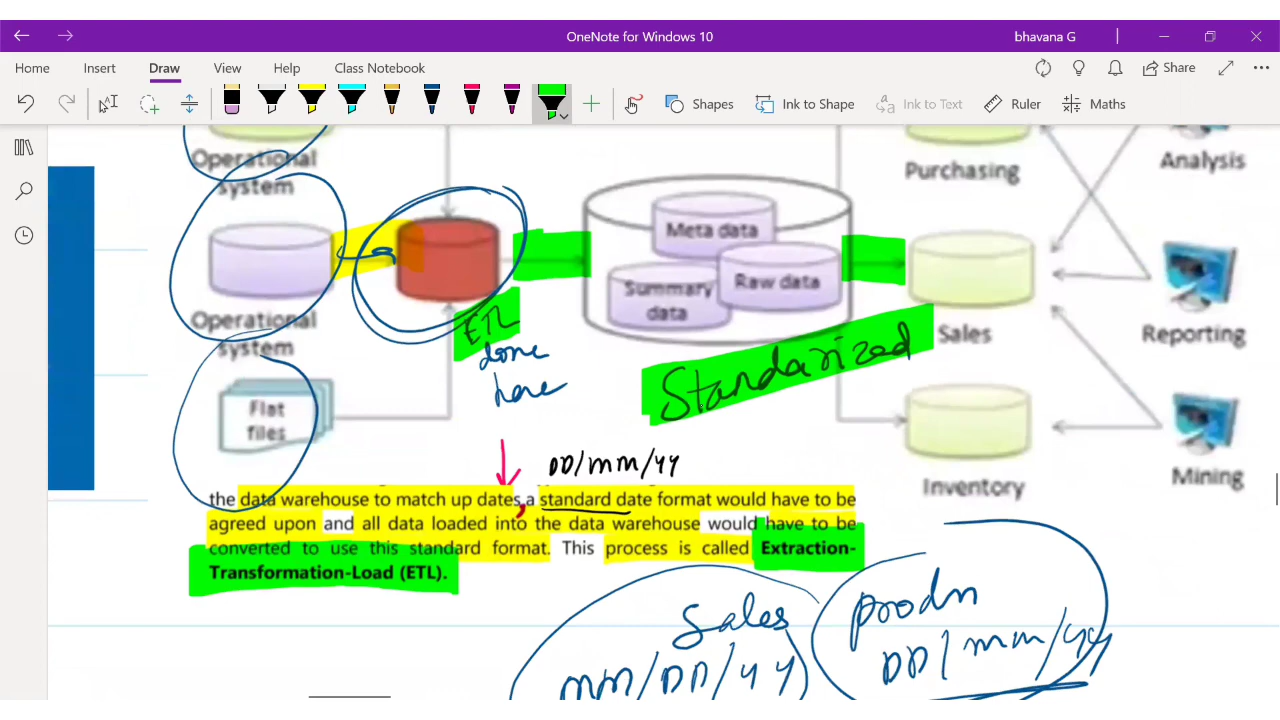 OneNote for Windows 10
bhavana G
Home
Insert
Draw
View
Help
Class Notebook
Share
Shapes
Ink to Shape
Ink to Text
Ruler
Maths
Operational
system
Purchasing
Analysis
Meta data
Summary
data
Raw data
Operational
system
ETL
done
here
Standarized
Sales
Reporting
Flat
files
Inventory
Mining
DD/mm/yy
the data warehouse to match up dates, a standard date format would have to be
agreed upon and all data loaded into the data warehouse would have to be
converted to use this standard format. This process is called Extraction-
Transformation-Load (ETL).
Sales
mm/DD/yy
prodn
DD/mm/yy